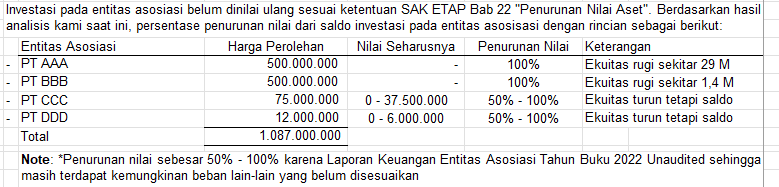 Investasi pada entitas asosiasi belum dinilai ulang sesuai ketentuan SAK ETAP Bab 22 "Penurunan Nilai Aset". Berdasarkan hasil
analisis kami saat ini, persentase penurunan nilai dari saldo investasi pada entitas asosisasi dengan rincian sebagai berikut:
Entitas Asosiasi Harga Perolehan Nilai Seharusnya Penurunan Nilai Keterangan
- PT AAA 500.000.000 - 100% Ekuitas rugi sekitar 29 M
- PT BBB 500.000.000 - 100% Ekuitas rugi sekitar 1,4 M
- PT CCC 75.000.000 0 - 37.500.000 50% - 100% Ekuitas turun tetapi saldo
- PT DDD 12.000.000 0 - 6.000.000 50% - 100% Ekuitas turun tetapi saldo
Total 1.087.000.000
Note: *Penurunan nilai sebesar 50% - 100% karena Laporan Keuangan Entitas Asosiasi Tahun Buku 2022 Unaudited sehingga
masih terdapat kemungkinan beban lain-lain yang belum disesuaikan